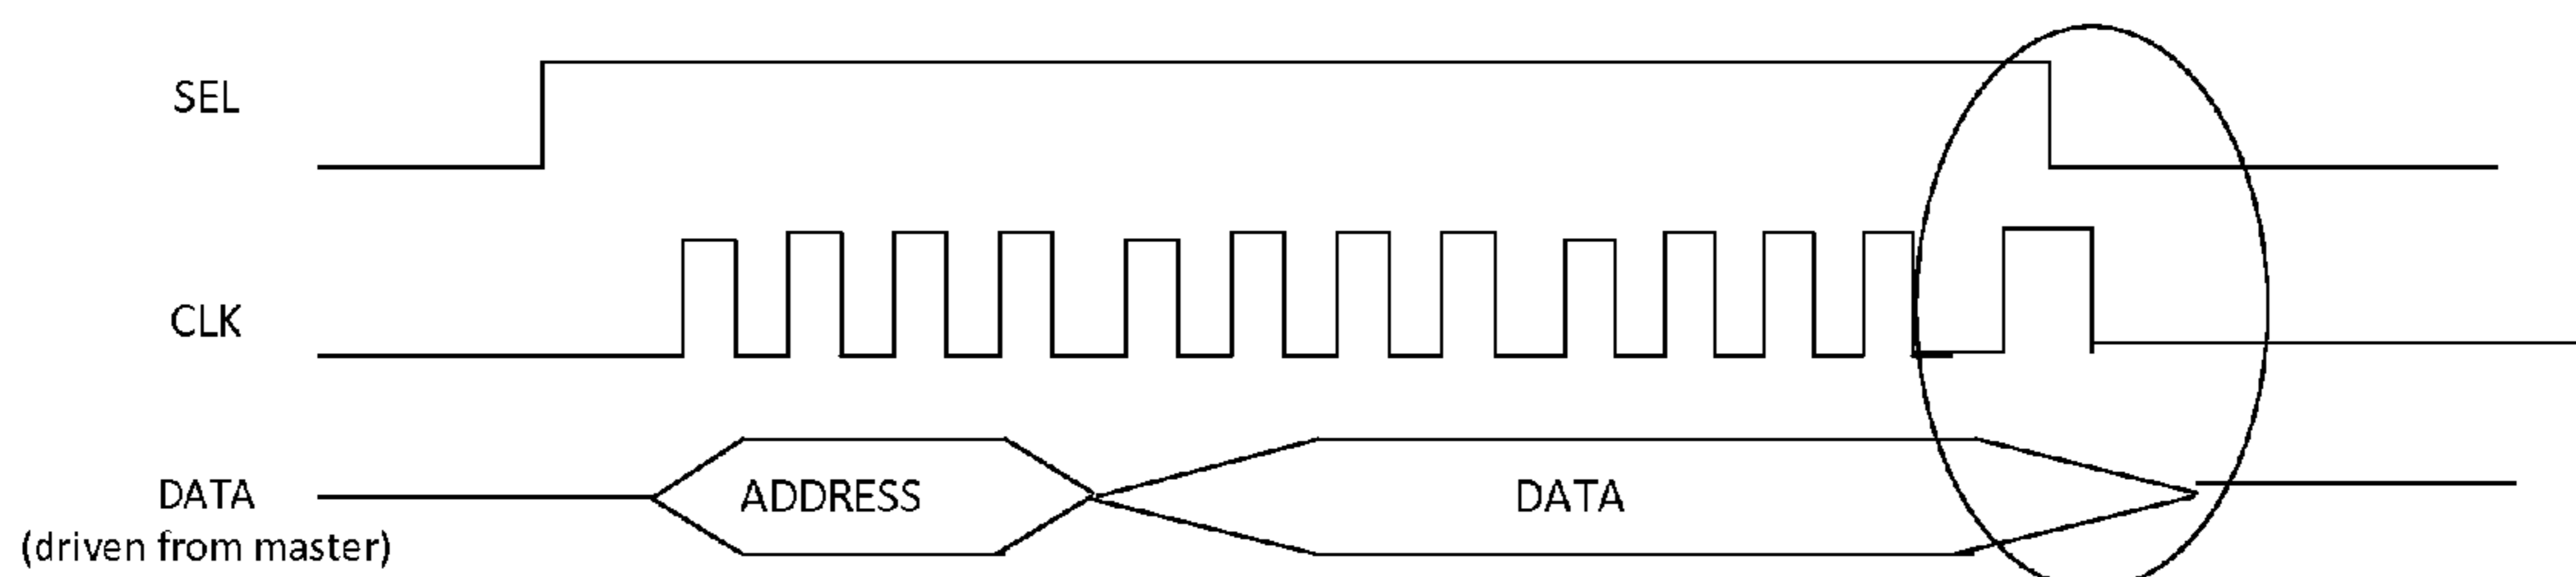 SEL
CLK
ADDRESS
DATA
DATA
(driven from master)